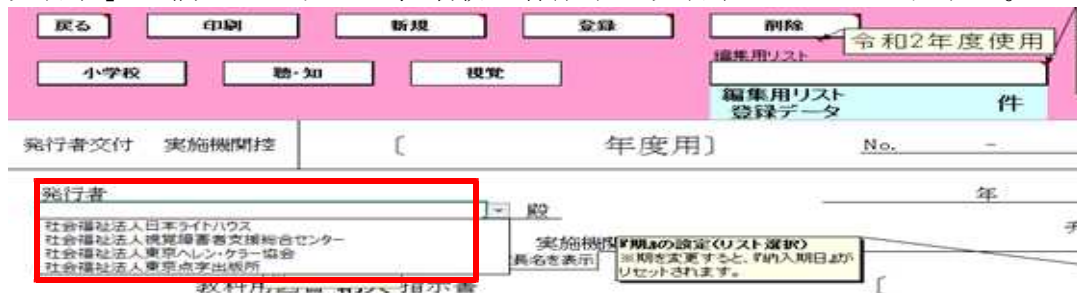 戻る 印刷 新規 登録 削除
令和2年度使用
編集用リスト
小学校 聴・知 視覚
編集用リスト
登録データ 件
発行者交付 実施機関控 〔 年度用〕 No. -
発行者 年
殿
社会福祉法人日本ライトハウス
社会福祉法人視覚障害者支援総合センター
社会福祉法人東京ヘレン・ケラー協会
社会福祉法人東京点字出版所
実施機関
『期』の設定(リスト選択)
長名を表示
※期を変更すると、『納入期日』が
リセットされます。